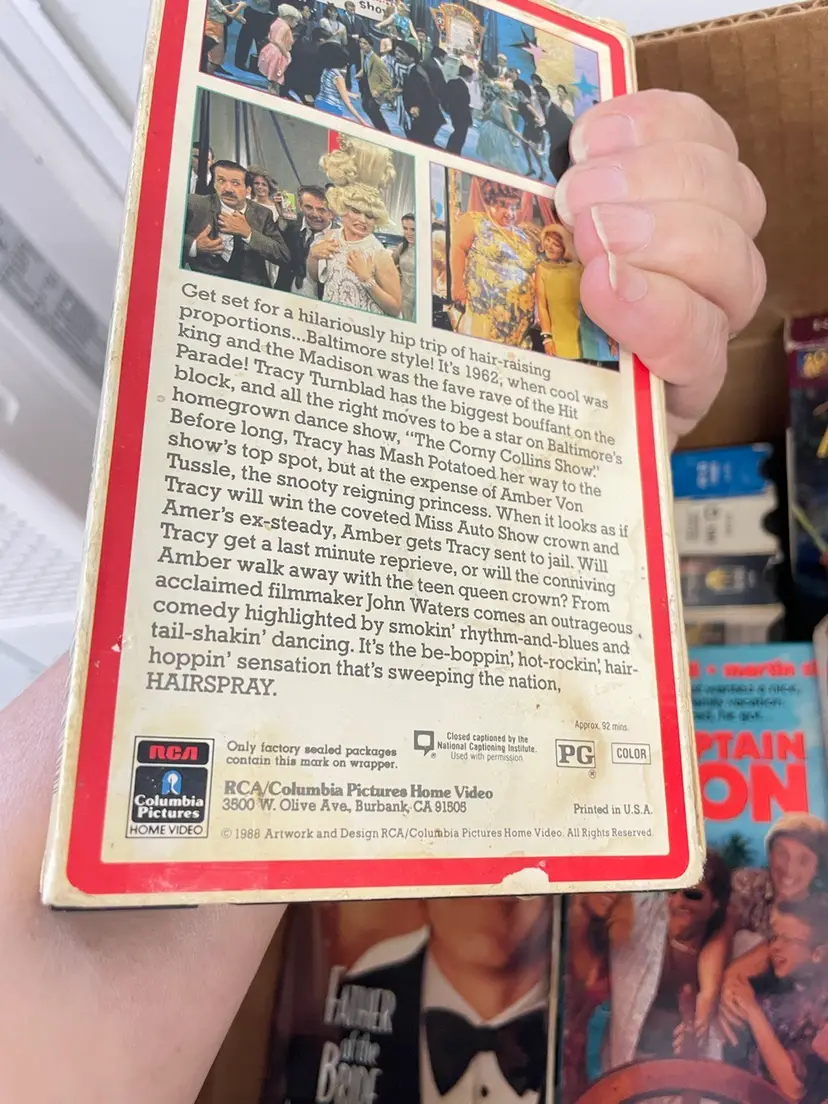 Show
Get set for a hilariously hip trip of hair-raising
proportions...Baltimore style! It's 1962, when cool was
king and the Madison was the fave rave of the Hit
Parade! Tracy Turnblad has the biggest bouffant on the
block, and all the right moves to be a star on Baltimore's
homegrown dance show, "The Corny Collins Show."
Before long, Tracy has Mash Potatoed her way to the
show's top spot, but at the expense of Amber Von
Tussle, the snooty reigning princess. When it looks as if
Tracy will win the coveted Miss Auto Show crown and
Amer's ex-steady, Amber gets Tracy sent to jail. Will
Tracy get a last minute reprieve, or will the conniving
Amber walk away with the teen queen crown? From
acclaimed filmmaker John Waters comes an outrageous
comedy highlighted by smokin' rhythm-and-blues and
tail-shakin' dancing. It's the be-boppin', hot-rockin', hair-
hoppin' sensation that's sweeping the nation,
HAIRSPRAY.
Approx. 92 mins.
RCA
Columbia
Pictures
HOME VIDEO
Only factory sealed packages
contain this mark on wrapper.
Closed captioned by the
National Captioning Institute.
Used with permission
PG
®
COLOR
RCA/Columbia Pictures Home Video
3500 W. Olive Ave., Burbank, CA 91505
Printed in U.S.A.
© 1988 Artwork and Design RCA/Columbia Pictures Home Video. All Rights Reserved.
martin
PTAIN
ON
FATHER
of the
BRIDE